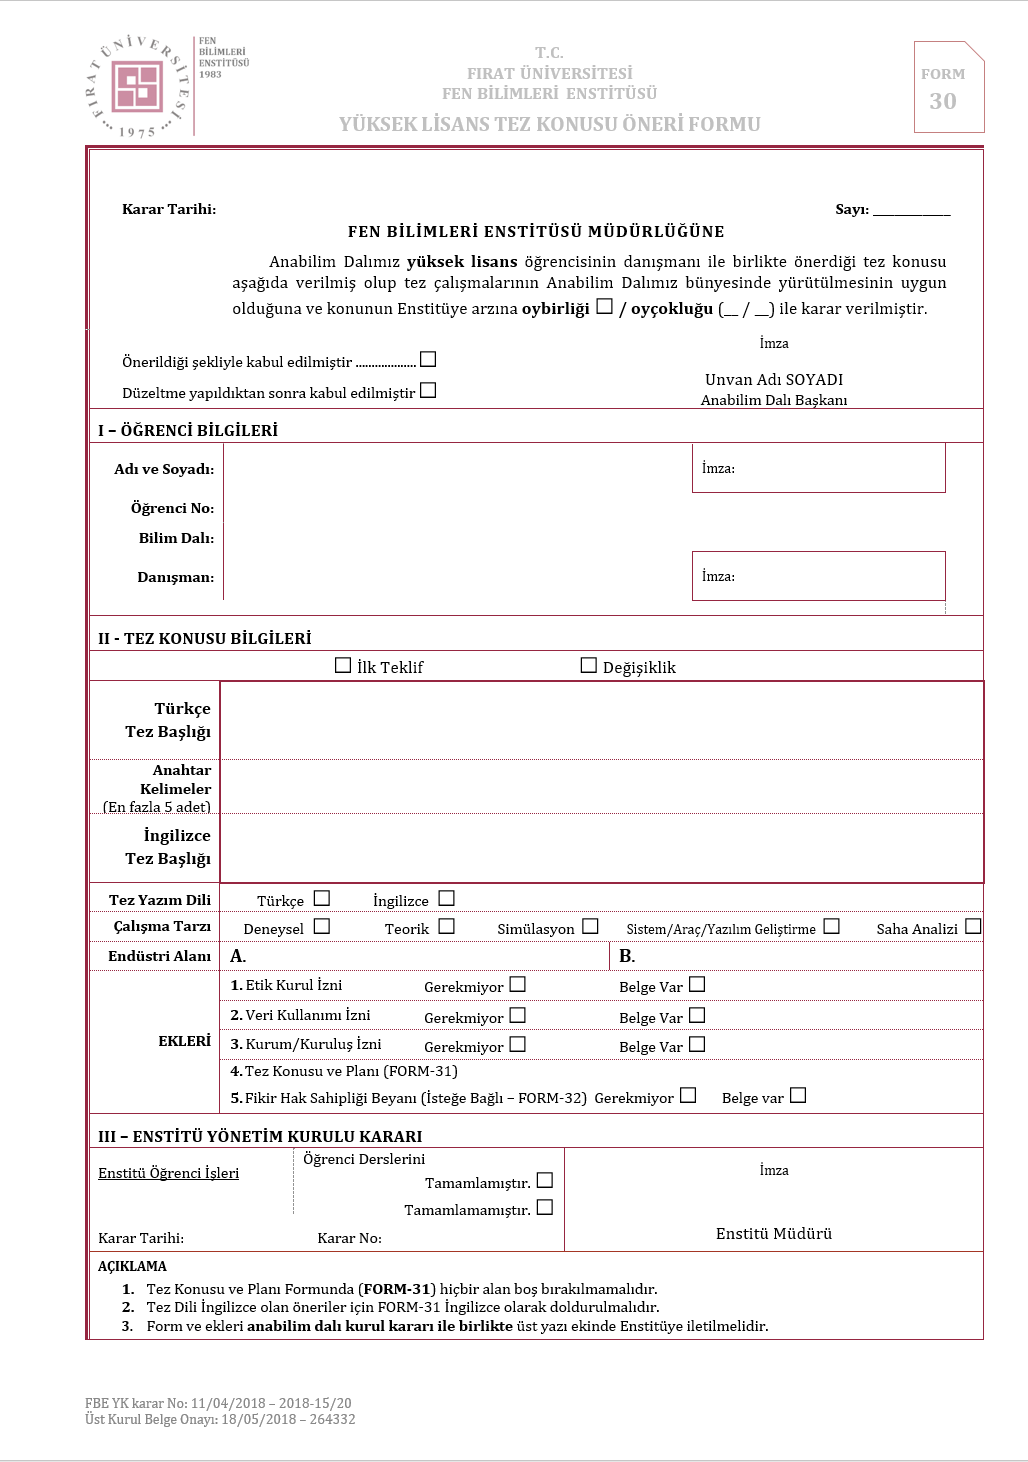 FIRAT ÜNİVERSİTESİ
1975
FEN
BİLİMLERİ
ENSTİTÜSÜ
1983
T.C.
FIRAT ÜNİVERSİTESİ
FEN BİLİMLERİ ENSTİTÜSÜ
YÜKSEK LİSANS TEZ KONUSU ÖNERİ FORMU
FORM
30
Karar Tarihi: Sayı: ___________
FEN BİLİMLERİ ENSTİTÜSÜ MÜDÜRLÜĞÜNE
Anabilim Dalımız yüksek lisans öğrencisinin danışmanı ile birlikte önerdiği tez konusu
aşağıda verilmiş olup tez çalışmalarının Anabilim Dalımız bünyesinde yürütülmesinin uygun
olduğuna ve konunun Enstitüye arzına oybirliği ☐ / oyçokluğu (__ / __) ile karar verilmiştir.
İmza
Önerildiği şekliyle kabul edilmiştir ................... ☐
Unvan Adı SOYADI
Düzeltme yapıldıktan sonra kabul edilmiştir ☐
Anabilim Dalı Başkanı
I – ÖĞRENCİ BİLGİLERİ
Adı ve Soyadı: İmza:
Öğrenci No:
Bilim Dalı:
Danışman: İmza:
II - TEZ KONUSU BİLGİLERİ
☐ İlk Teklif ☐ Değişiklik
Türkçe
Tez Başlığı
Anahtar
Kelimeler
(En fazla 5 adet)
İngilizce
Tez Başlığı
Tez Yazım Dili Türkçe ☐ İngilizce ☐
Çalışma Tarzı Deneysel ☐ Teorik ☐ Simülasyon ☐ Sistem/Araç/Yazılım Geliştirme ☐ Saha Analizi ☐
Endüstri Alanı A. B.
EKLERİ
1. Etik Kurul İzni Gerekmiyor ☐ Belge Var ☐
2. Veri Kullanımı İzni Gerekmiyor ☐ Belge Var ☐
3. Kurum/Kuruluş İzni Gerekmiyor ☐ Belge Var ☐
4. Tez Konusu ve Planı (FORM-31)
5. Fikir Hak Sahipliği Beyanı (İsteğe Bağlı – FORM-32) Gerekmiyor ☐ Belge var ☐
III – ENSTİTÜ YÖNETİM KURULU KARARI
Enstitü Öğrenci İşleri
Öğrenci Derslerini
Tamamlamıştır. ☐
Tamamlamamıştır. ☐
Karar Tarihi: Karar No:
İmza
Enstitü Müdürü
AÇIKLAMA
1. Tez Konusu ve Planı Formunda (FORM-31) hiçbir alan boş bırakılmamalıdır.
2. Tez Dili İngilizce olan öneriler için FORM-31 İngilizce olarak doldurulmalıdır.
3. Form ve ekleri anabilim dalı kurul kararı ile birlikte üst yazı ekinde Enstitüye iletilmelidir.
FBE YK karar No: 11/04/2018 – 2018-15/20
Üst Kurul Belge Onayı: 18/05/2018 – 264332